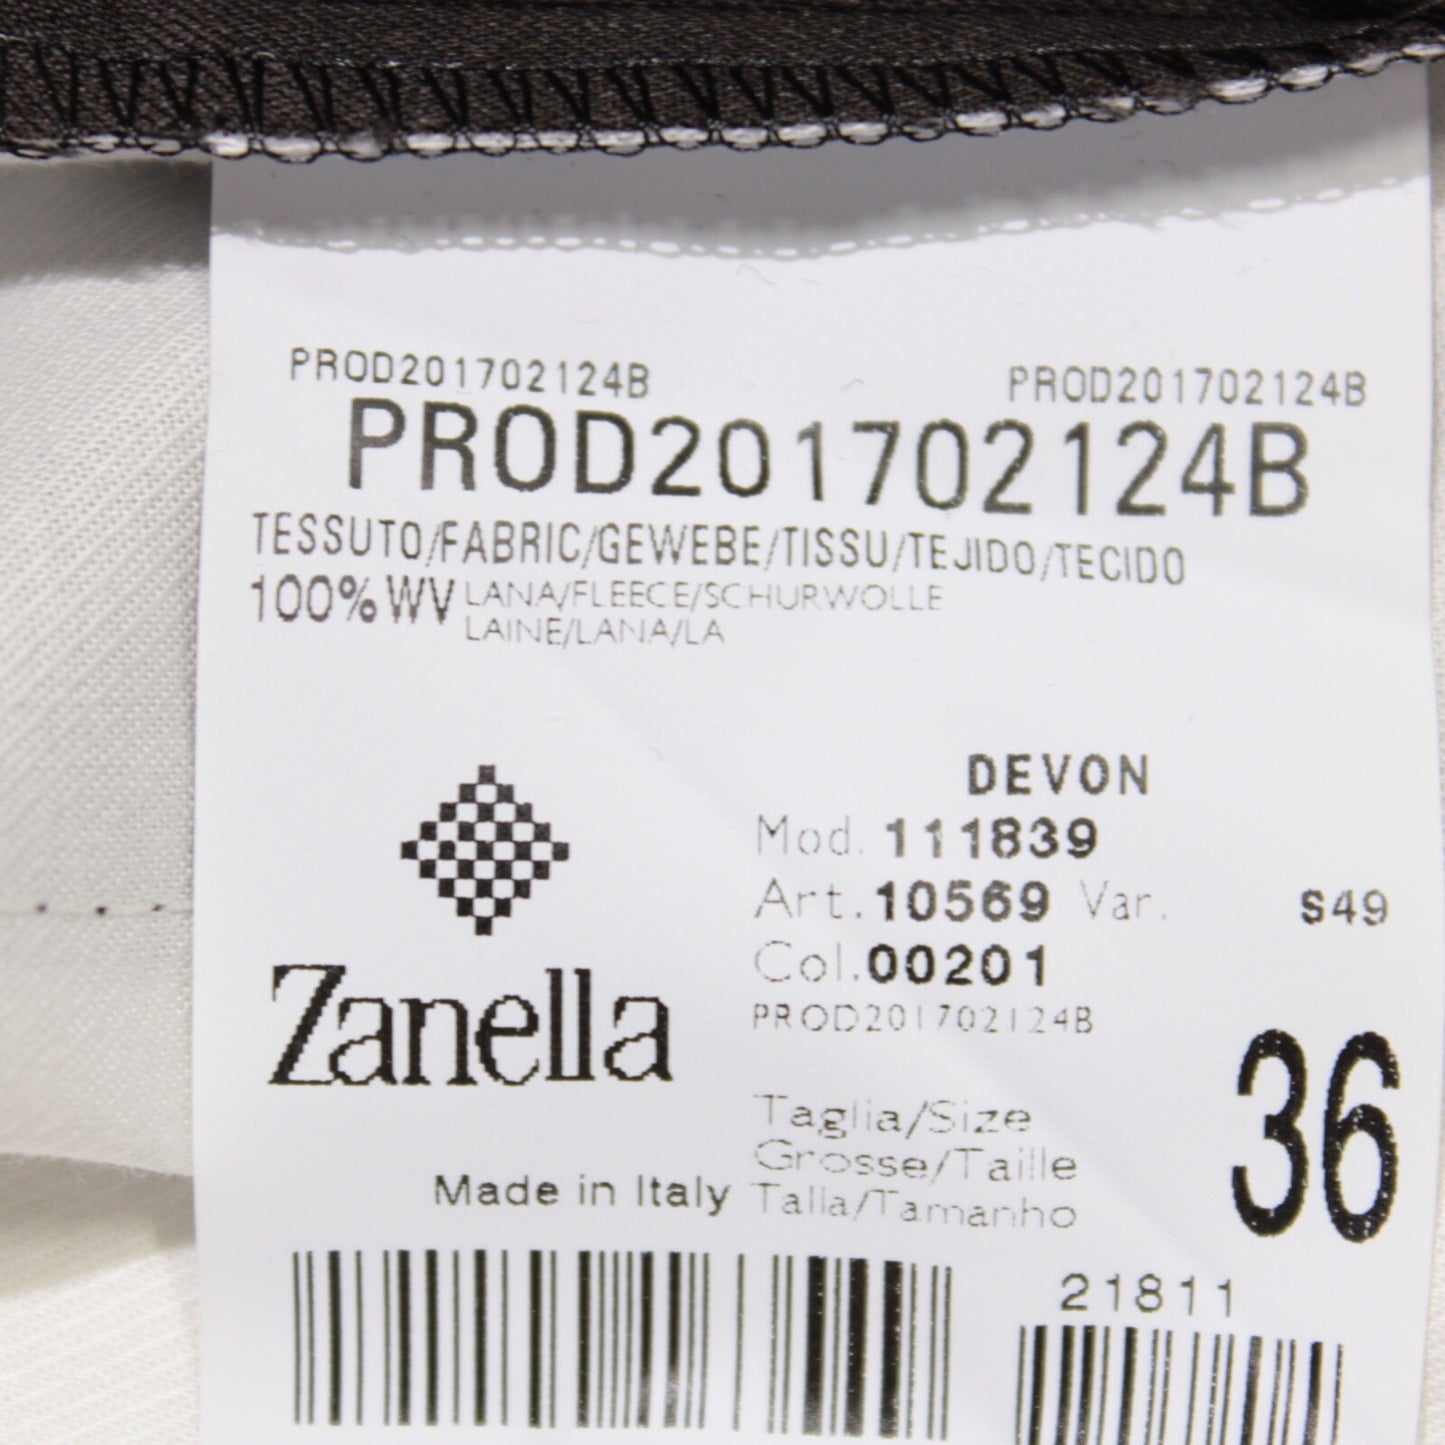 PROD201702124B PROD201702124B
PROD201702124B
TESSUTO/FABRIC/GEWEBE/TISSU/TEJIDO/TECIDO
100% WV LANA/FLEECE/SCHURWOLLE
LAINE/LANA/LA
DEVON
Mod. 111839
Art. 10569 Var. S49
Col. 00201
PROD201702124B
Zanella
Taglia/Size
Grosse/Taille
Talla/Tamanho
36
Made in Italy
21811